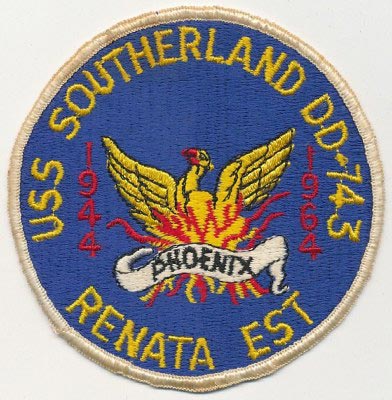 USS SOUTHERLAND DD-743
1944
1964
PHOENIX
RENATA EST